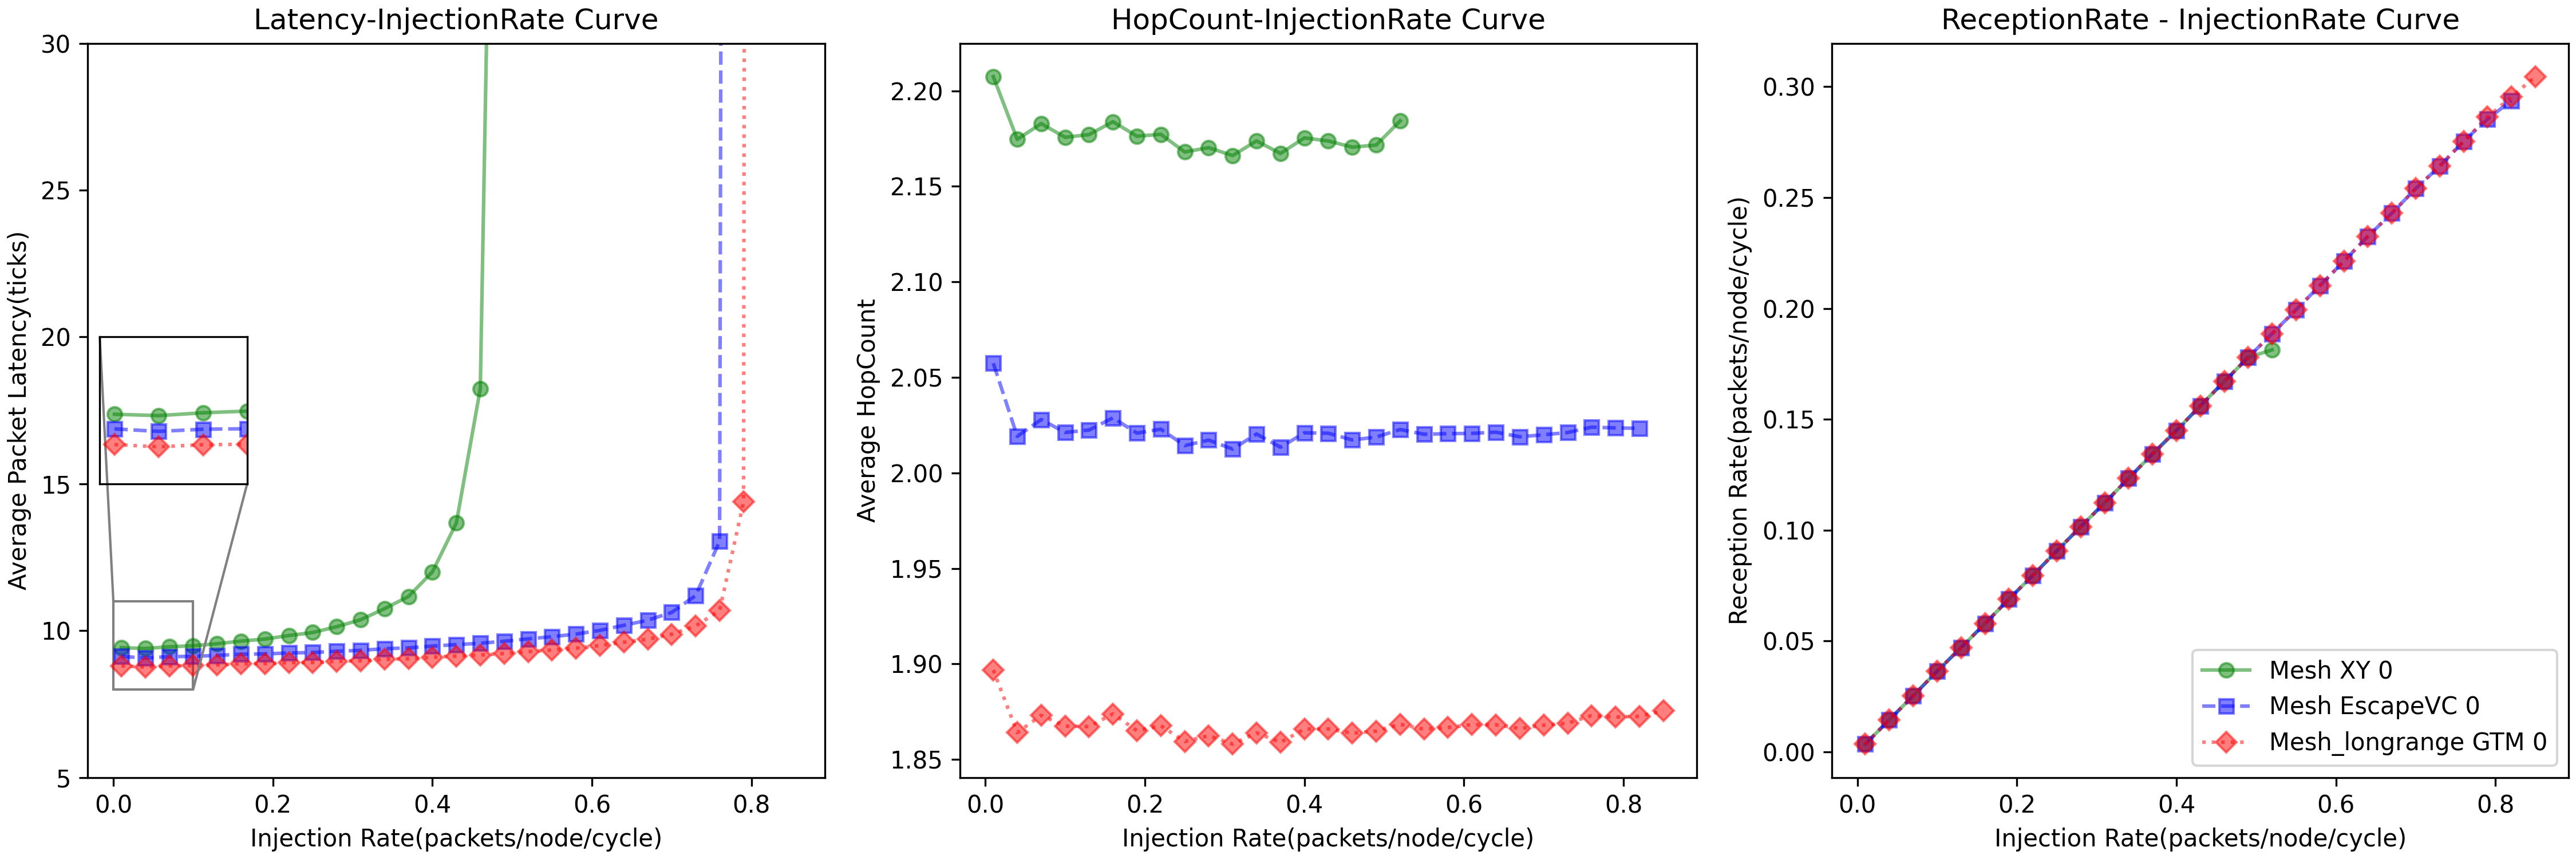 Latency-InjectionRate Curve
30
25
20
15
10
5
0.0 0.2 0.4 0.6 0.8
Average Packet Latency(ticks)
Injection Rate(packets/node/cycle)
HopCount-InjectionRate Curve
2.20
2.15
2.10
2.05
2.00
1.95
1.90
1.85
0.0 0.2 0.4 0.6 0.8
Average HopCount
Injection Rate(packets/node/cycle)
ReceptionRate - InjectionRate Curve
0.30
0.25
0.20
0.15
0.10
0.05
0.00
0.0 0.2 0.4 0.6 0.8
Reception Rate(packets/node/cycle)
Injection Rate(packets/node/cycle)
Mesh XY 0
Mesh EscapeVC 0
Mesh_longrange GTM 0